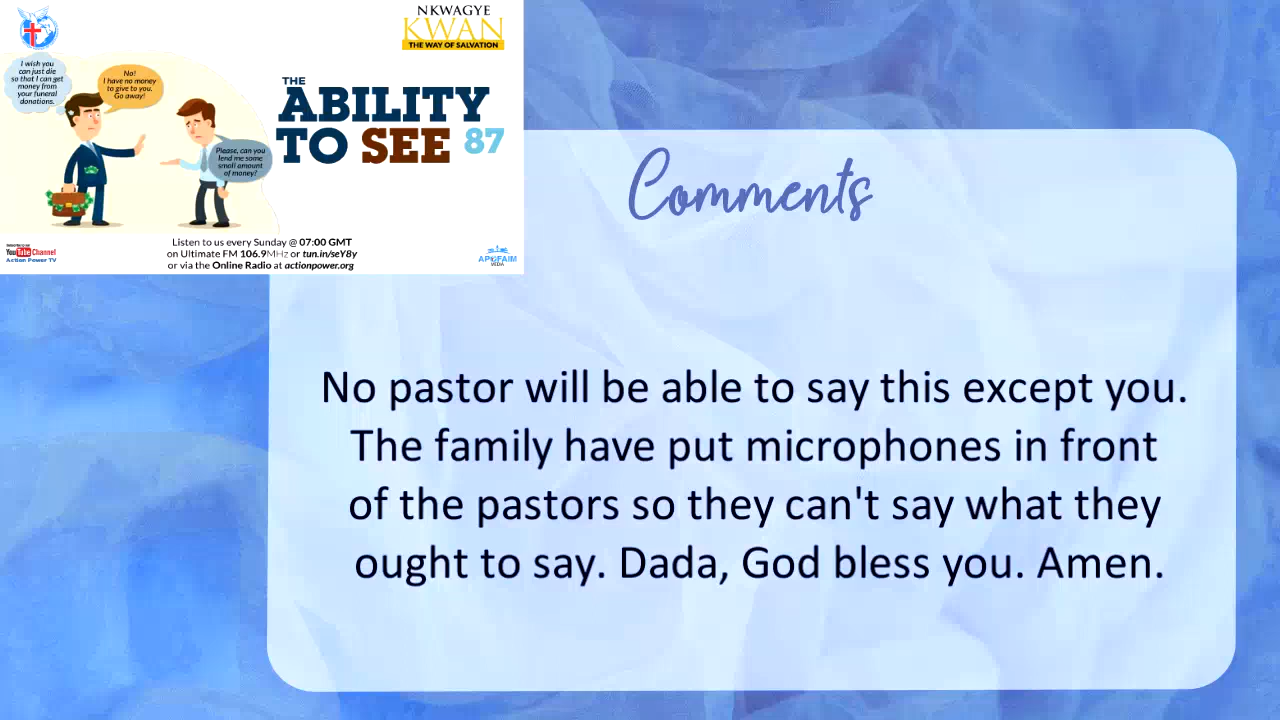 NKWAGYE
KWAN
THE WAY OF SALVATION
I wish you
can just die
so that I can get
money from
your funeral
donations.
No!
I have no money
to give to you.
Go away!
Please, can you
lend me some
small amount
of money?
THE
ABILITY
TO SEE 87
Listen to us every Sunday @ 07:00 GMT
on Ultimate FM 106.9MHz or tun.in/seY8y
or via the Online Radio at actionpower.org
YouTube Channel
Action Power TV
APOFAIM
MEDIA
Comments
No pastor will be able to say this except you.
The family have put microphones in front
of the pastors so they can't say what they
ought to say. Dada, God bless you. Amen.